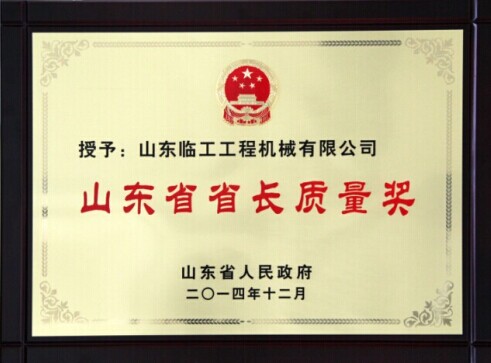 授予：山东临工工程机械有限公司
山东省省长质量奖
山东省人民政府
二〇一四年十二月